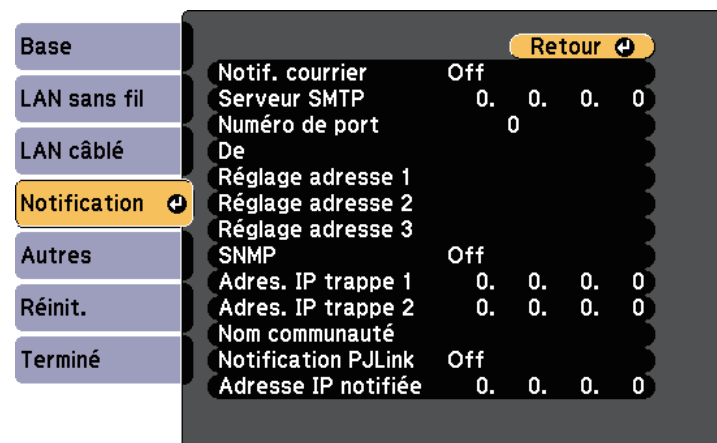 Base
LAN sans fil
LAN câblé
Notification
Autres
Réinit.
Terminé
Retour
Notif. courrier Off
Serveur SMTP 0. 0. 0. 0
Numéro de port 0
De
Réglage adresse 1
Réglage adresse 2
Réglage adresse 3
SNMP Off
Adres. IP trappe 1 0. 0. 0. 0
Adres. IP trappe 2 0. 0. 0. 0
Nom communauté
Notification PJLink Off
Adresse IP notifiée 0. 0. 0. 0